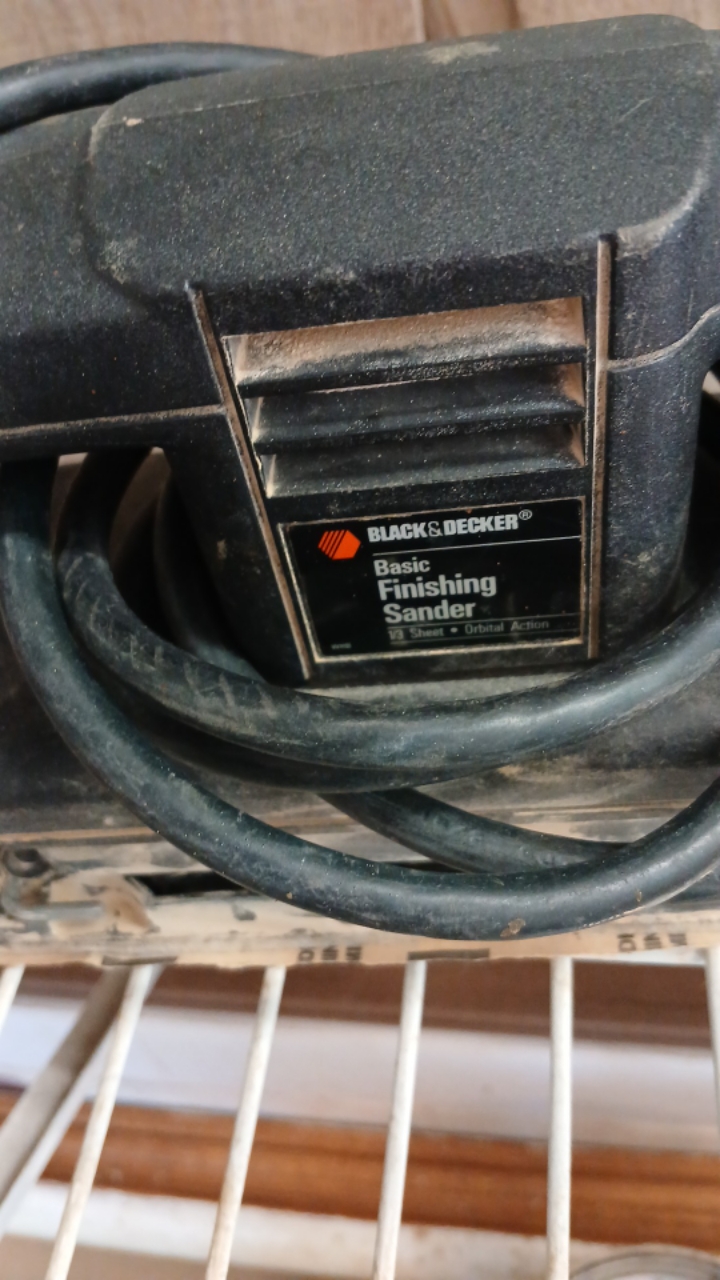 BLACK&DECKER®
Basic
Finishing
Sander
1/3 Sheet • Orbital Action